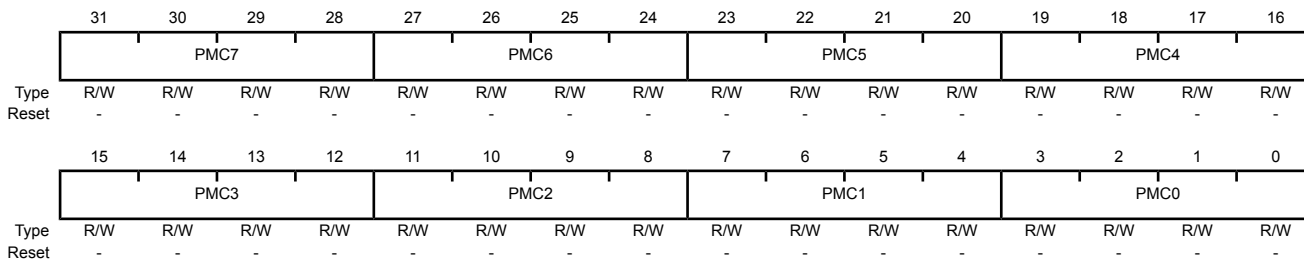 31 30 29 28 27 26 25 24 23 22 21 20 19 18 17 16
PMC7 PMC6 PMC5 PMC4
Type R/W R/W R/W R/W R/W R/W R/W R/W R/W R/W R/W R/W R/W R/W R/W R/W
Reset - - - - - - - - - - - - - - - -
15 14 13 12 11 10 9 8 7 6 5 4 3 2 1 0
PMC3 PMC2 PMC1 PMC0
Type R/W R/W R/W R/W R/W R/W R/W R/W R/W R/W R/W R/W R/W R/W R/W R/W
Reset - - - - - - - - - - - - - - - -